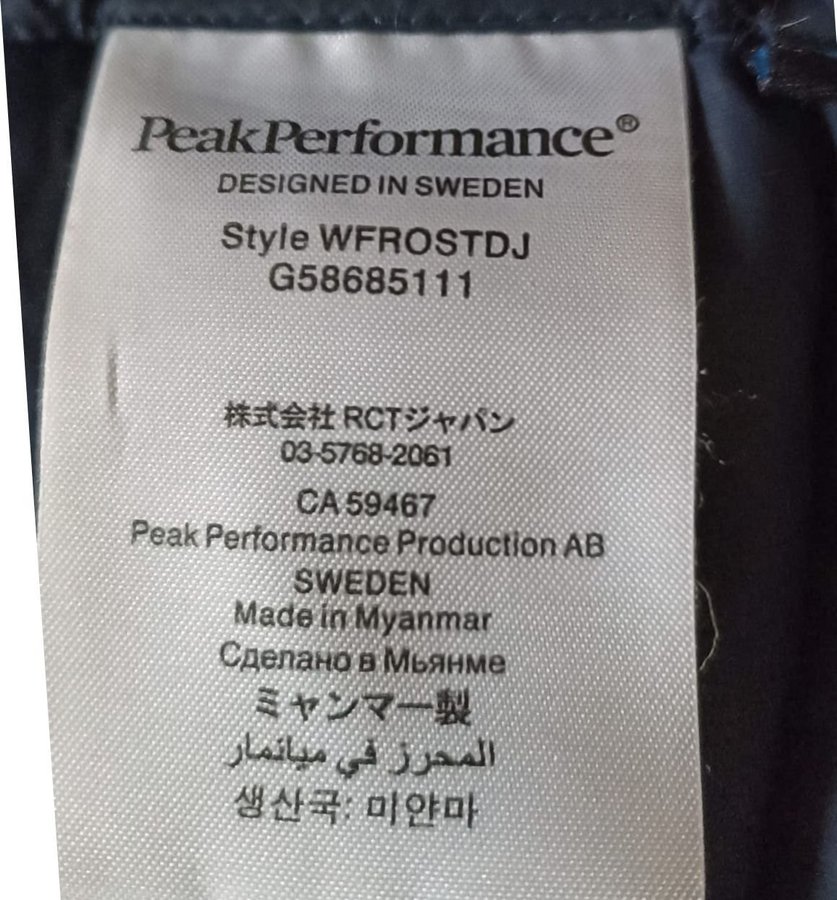 PeakPerformance®
DESIGNED IN SWEDEN
Style WFROSTDJ
G58685111
株式会社 RCTジャパン
03-5768-2061
CA 59467
Peak Performance Production AB
SWEDEN
Made in Myanmar
Сделано в Мьянме
ミャンマー製
المحرز في ميانمار
생산국: 미얀마